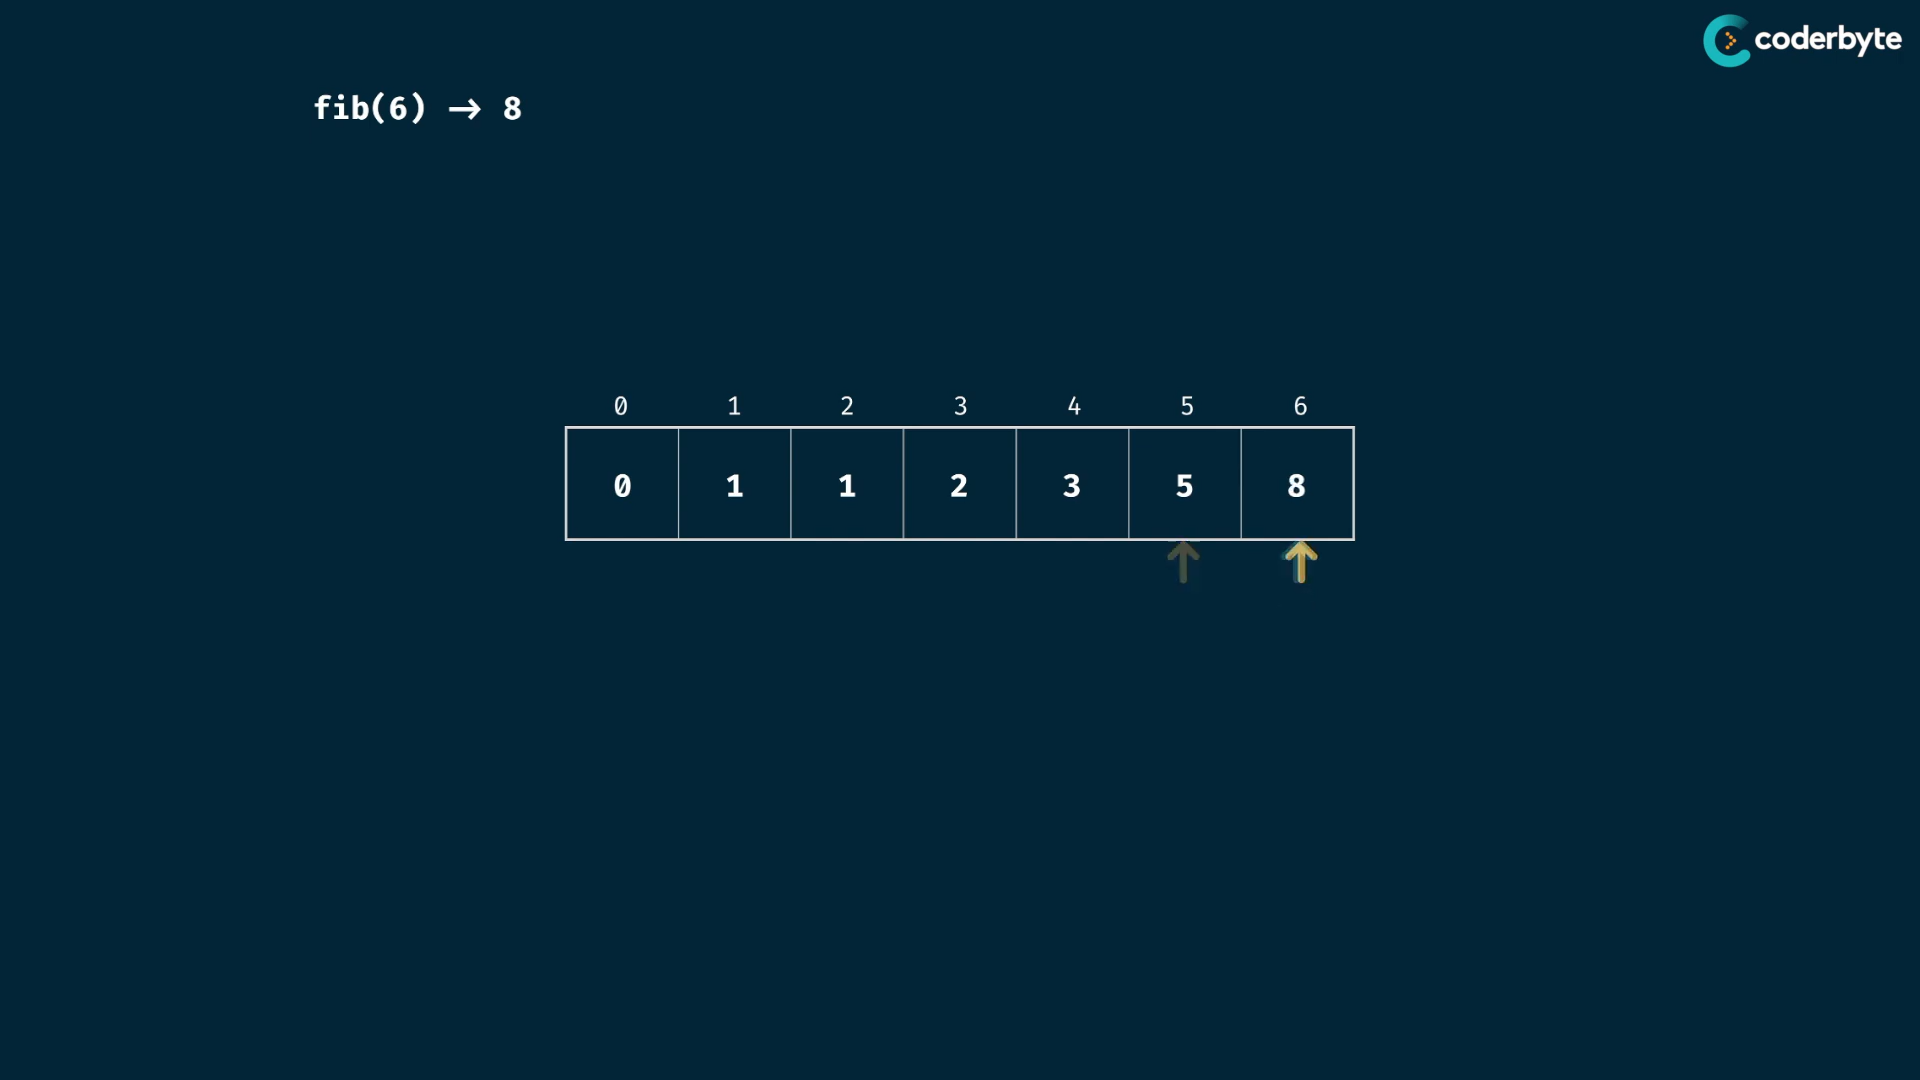 coderbyte
fib(6) → 8
0 1 2 3 4 5 6
0 1 1 2 3 5 8